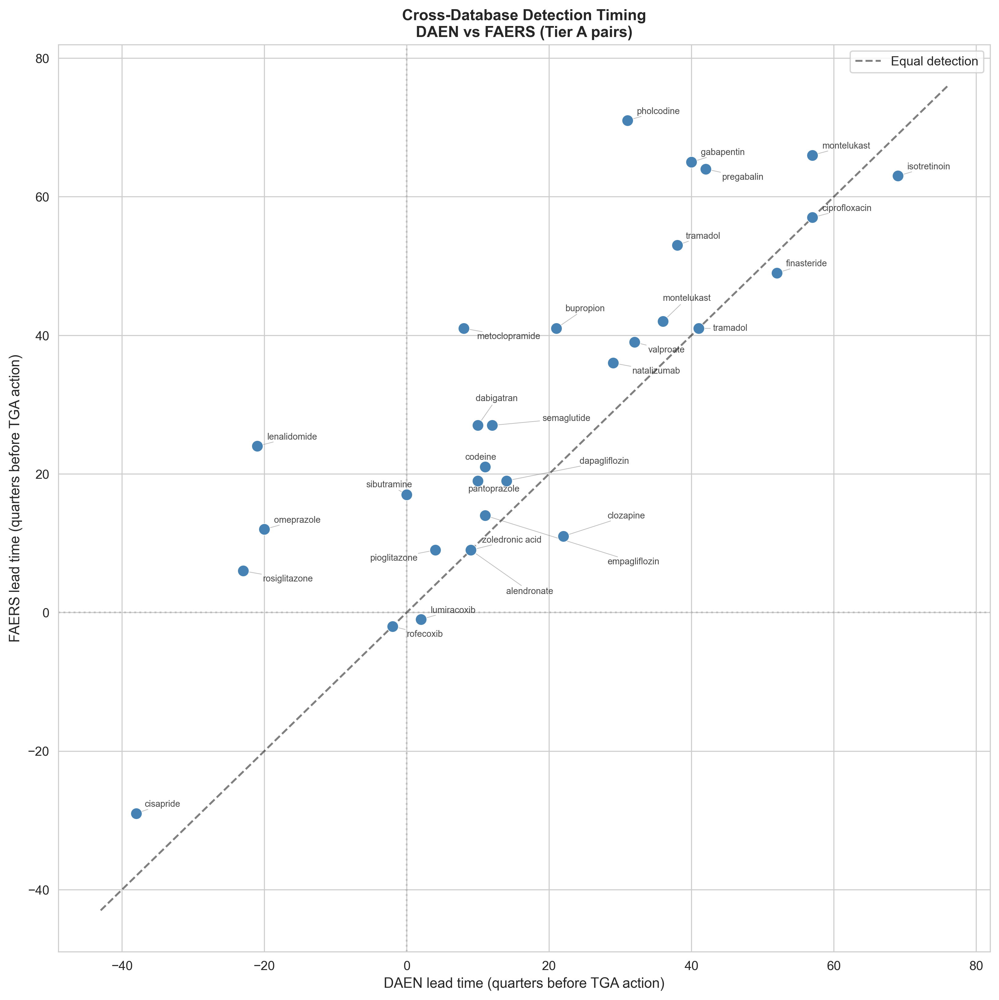 Cross-Database Detection Timing
DAEN vs FAERS (Tier A pairs)
Equal detection
80
60
40
20
0
−20
−40
FAERS lead time (quarters before TGA action)
pholcodine
montelukast
gabapentin
isotretinoin
pregabalin
ciprofloxacin
tramadol
finasteride
montelukast
bupropion
tramadol
metoclopramide
valproate
natalizumab
dabigatran
semaglutide
lenalidomide
codeine
dapagliflozin
sibutramine
pantoprazole
omeprazole
clozapine
zoledronic acid
pioglitazone
empagliflozin
rosiglitazone
alendronate
lumiracoxib
rofecoxib
cisapride
−40
−20
0
20
40
60
80
DAEN lead time (quarters before TGA action)